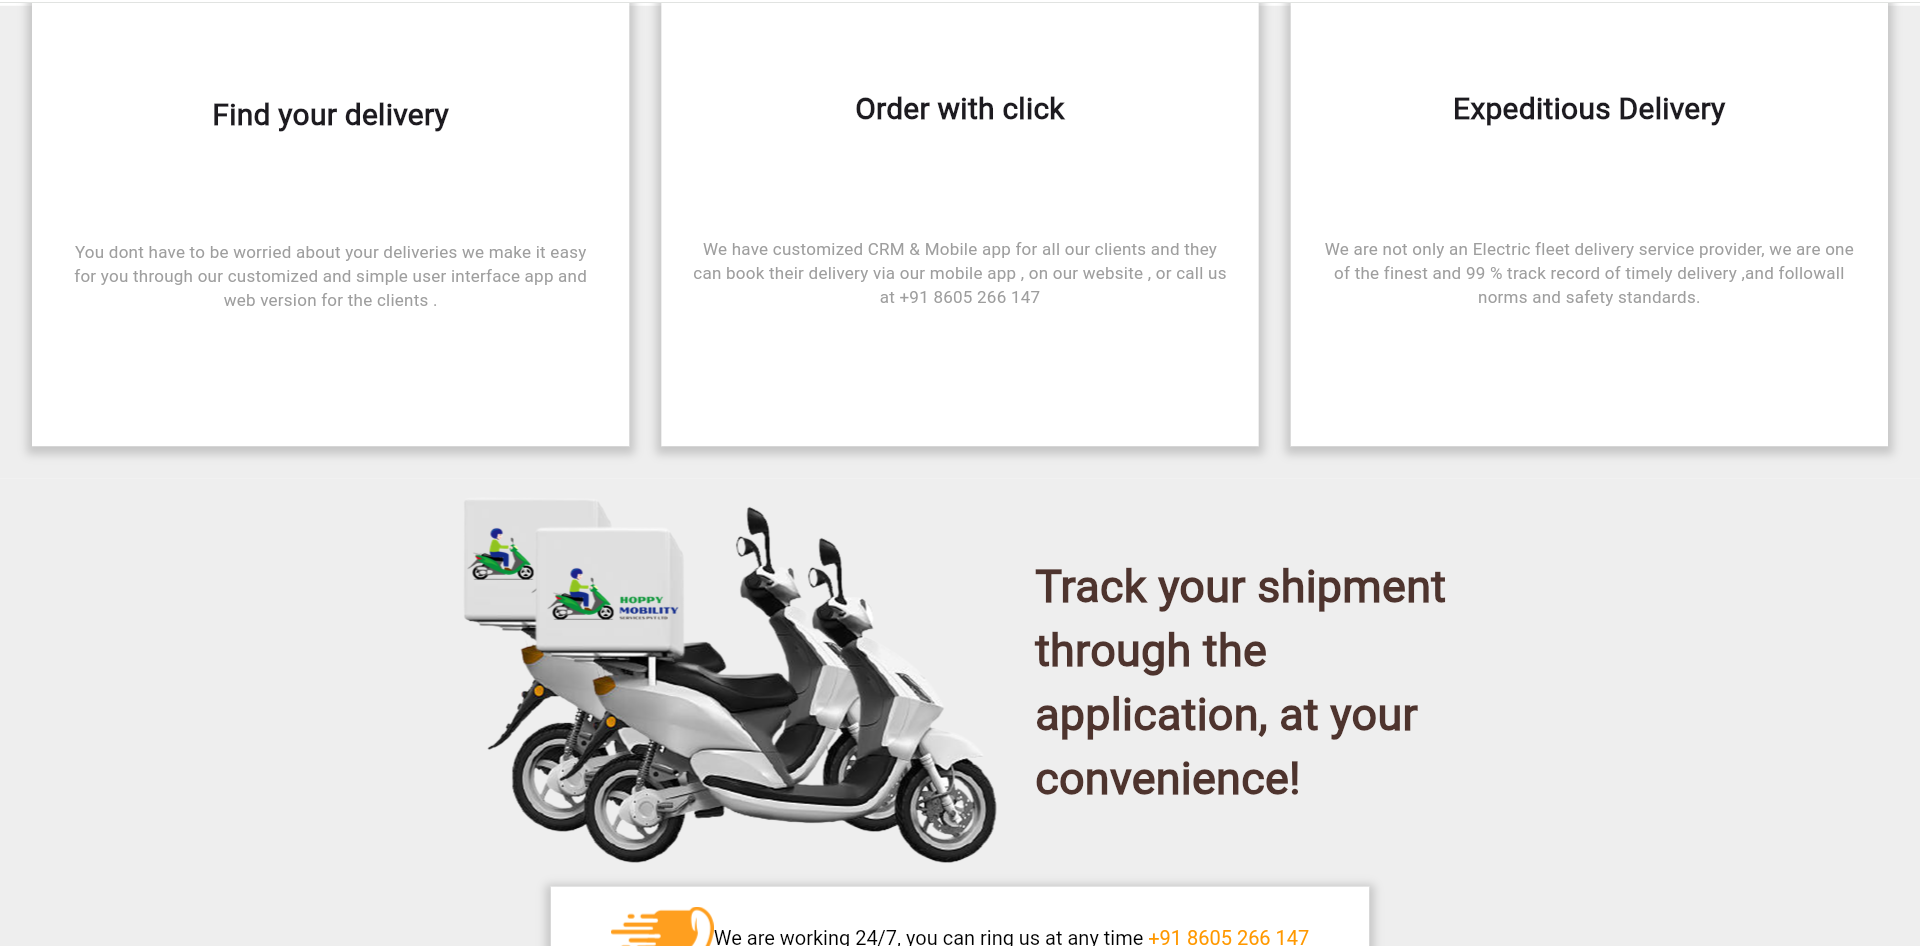 Find your delivery
You dont have to be worried about your deliveries we make it easy
for you through our customized and simple user interface app and
web version for the clients .
Order with click
We have customized CRM & Mobile app for all our clients and they
can book their delivery via our mobile app , on our website , or call us
at +91 8605 266 147
Expeditious Delivery
We are not only an Electric fleet delivery service provider, we are one
of the finest and 99 % track record of timely delivery ,and followall
norms and safety standards.
HOPPY
MOBILITY
SERVICES PVT LTD
Track your shipment
through the
application, at your
convenience!
We are working 24/7, you can ring us at any time +91 8605 266 147